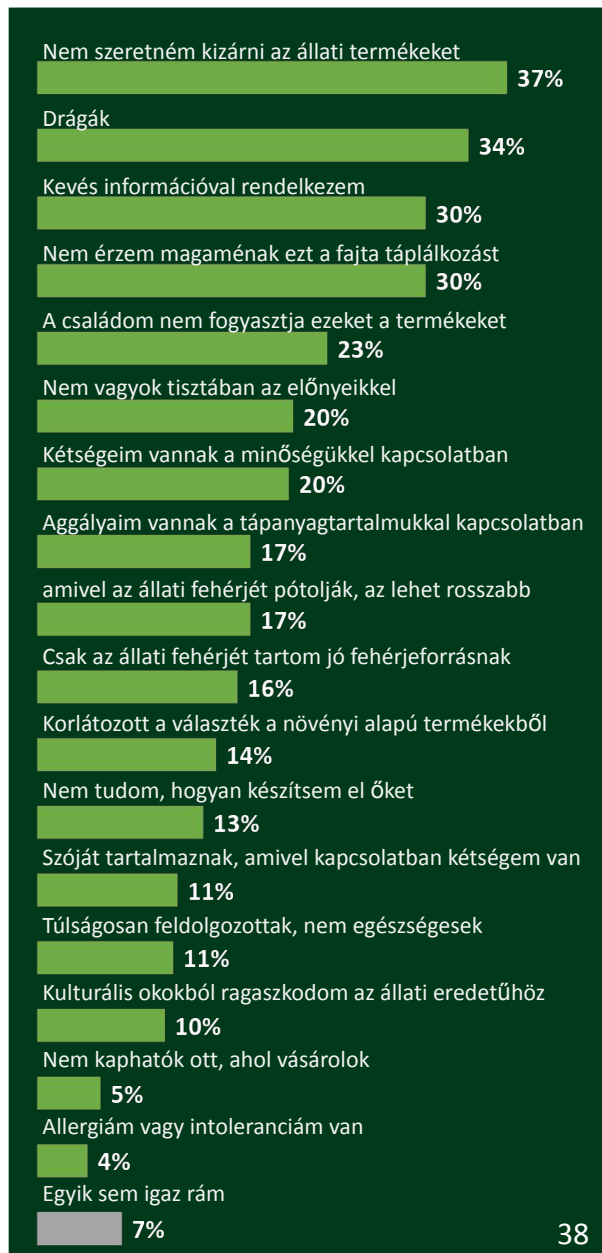 Nem szeretném kizárni az állati termékeket
37%
Drágák
34%
Kevés információval rendelkezem
30%
Nem érzem magaménak ezt a fajta táplálkozást
30%
A családom nem fogyasztja ezeket a termékeket
23%
Nem vagyok tisztában az előnyeikkel
20%
Kétségeim vannak a minőségükkel kapcsolatban
20%
Aggályaim vannak a tápanyagtartalmukkal kapcsolatban
17%
amivel az állati fehérjét pótolják, az lehet rosszabb
17%
Csak az állati fehérjét tartom jó fehérjeforrásnak
16%
Korlátozott a választék a növényi alapú termékekből
14%
Nem tudom, hogyan készítsem el őket
13%
Szóját tartalmaznak, amivel kapcsolatban kétségem van
11%
Túlságosan feldolgozottak, nem egészségesek
11%
Kulturális okokból ragaszkodom az állati eredetűhöz
10%
Nem kaphatók ott, ahol vásárolok
5%
Allergiám vagy intoleranciám van
4%
Egyik sem igaz rám
7%
38